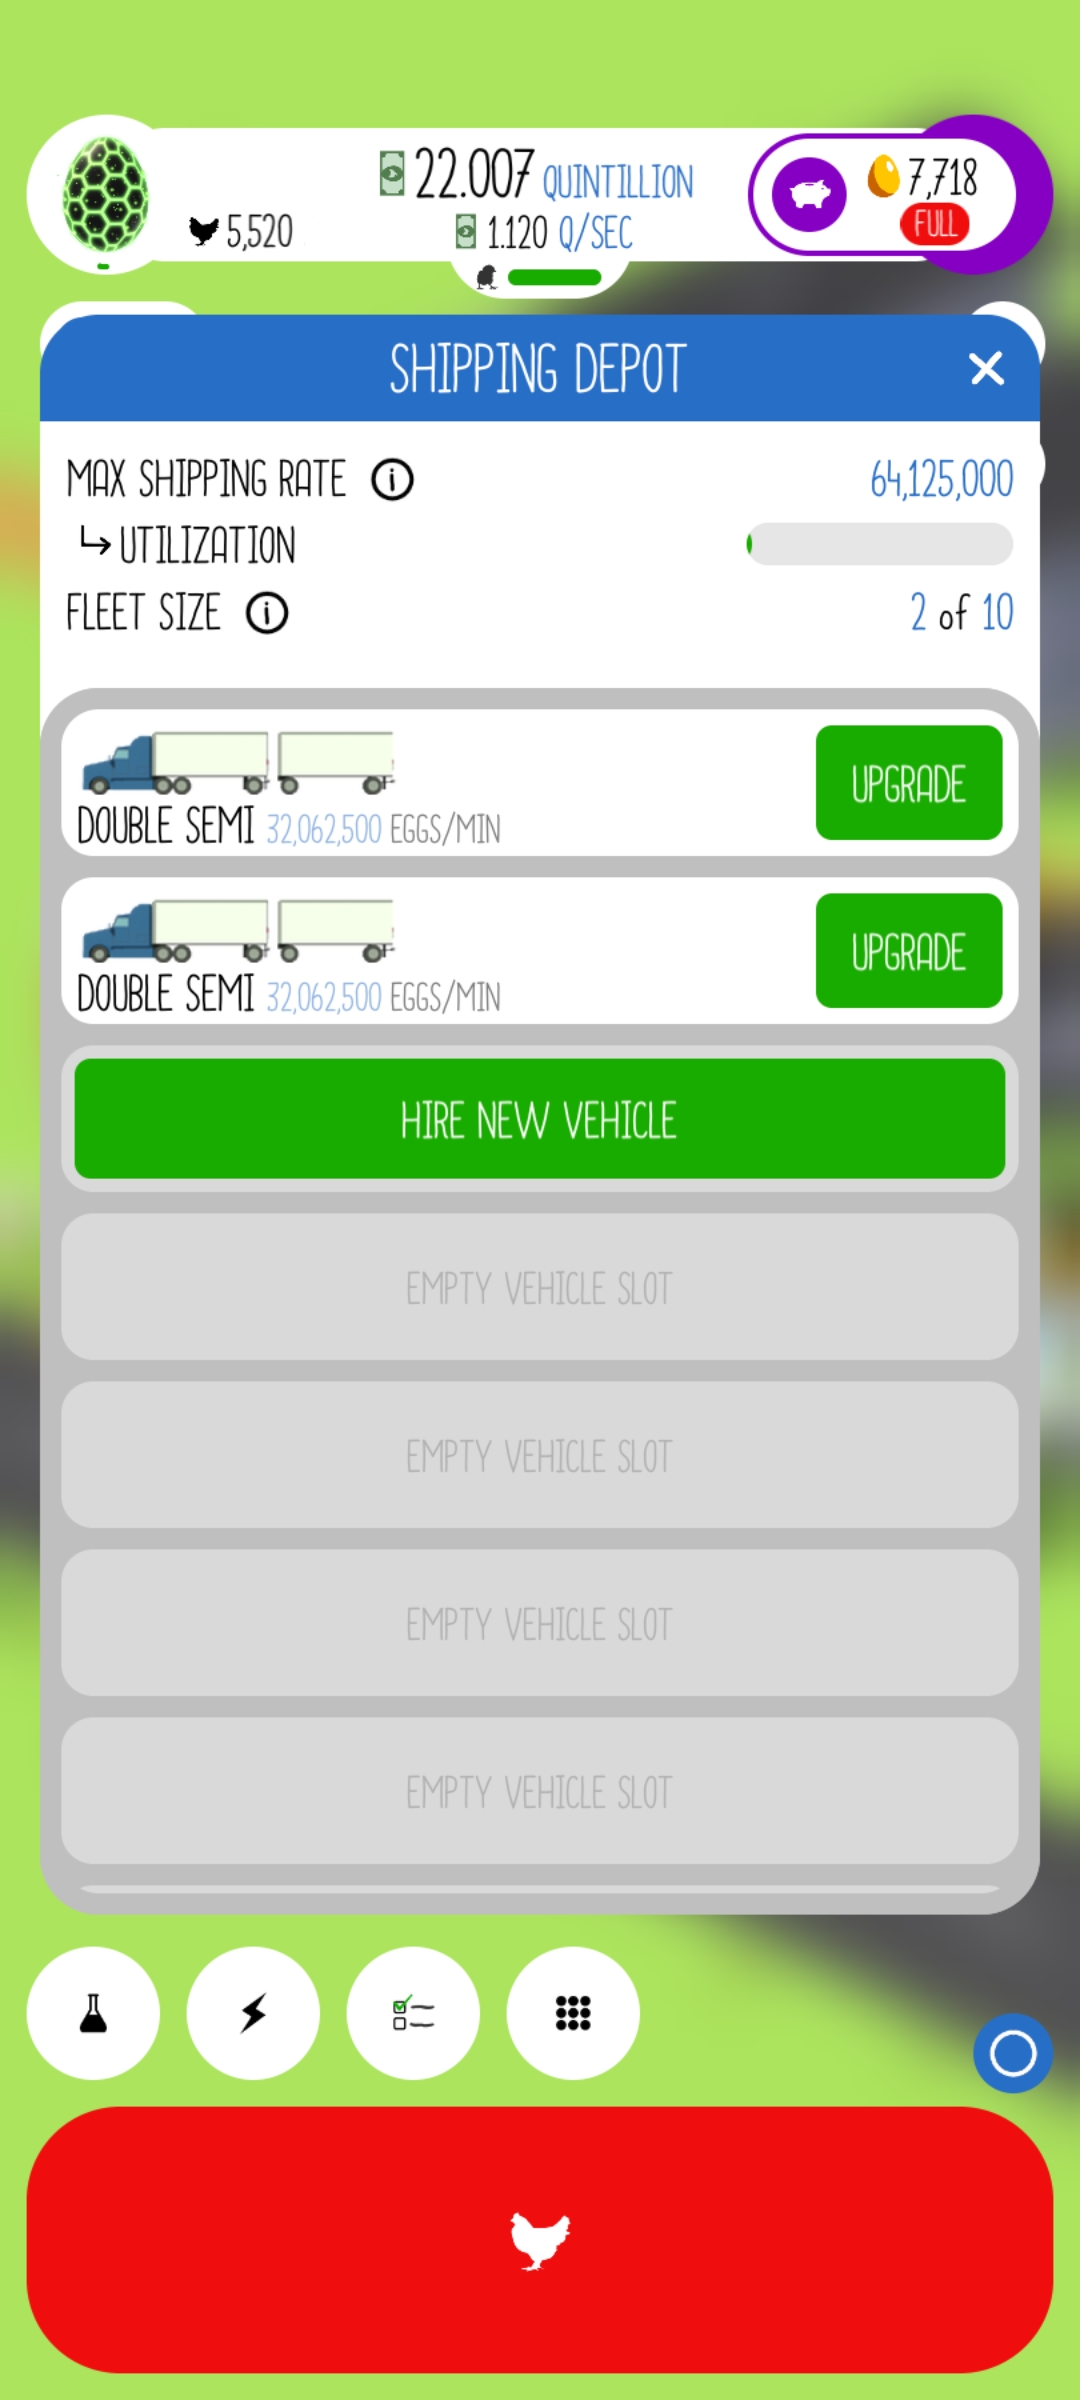 22.007 QUINTILLION
7,718
5,520
1.120 Q/SEC
FULL
SHIPPING DEPOT
MAX SHIPPING RATE 64,125,000
UTILIZATION
FLEET SIZE 2 of 10
UPGRADE
DOUBLE SEMI 32,062,500 EGGS/MIN
UPGRADE
DOUBLE SEMI 32,062,500 EGGS/MIN
HIRE NEW VEHICLE
EMPTY VEHICLE SLOT
EMPTY VEHICLE SLOT
EMPTY VEHICLE SLOT
EMPTY VEHICLE SLOT